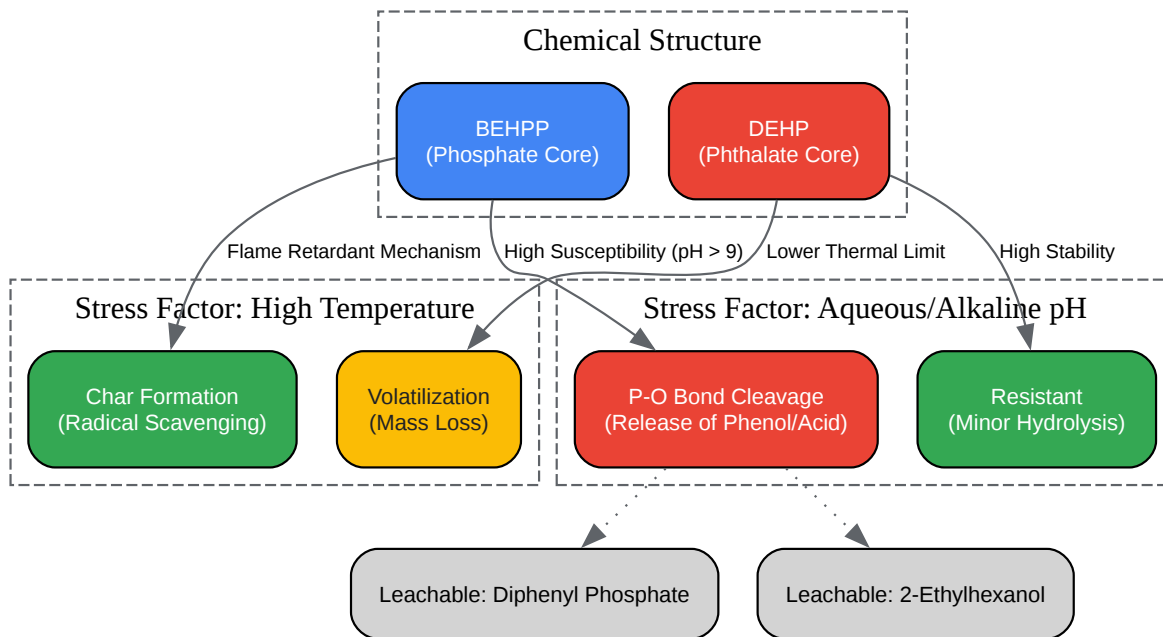 Chemical Structure
BEHPP
(Phosphate Core)
DEHP
(Phthalate Core)
Flame Retardant Mechanism
High Susceptibility (pH > 9)
Lower Thermal Limit
High Stability
Stress Factor: High Temperature
Stress Factor: Aqueous/Alkaline pH
Char Formation
(Radical Scavenging)
Volatilization
(Mass Loss)
P-O Bond Cleavage
(Release of Phenol/Acid)
Resistant
(Minor Hydrolysis)
Leachable: Diphenyl Phosphate
Leachable: 2-Ethylhexanol